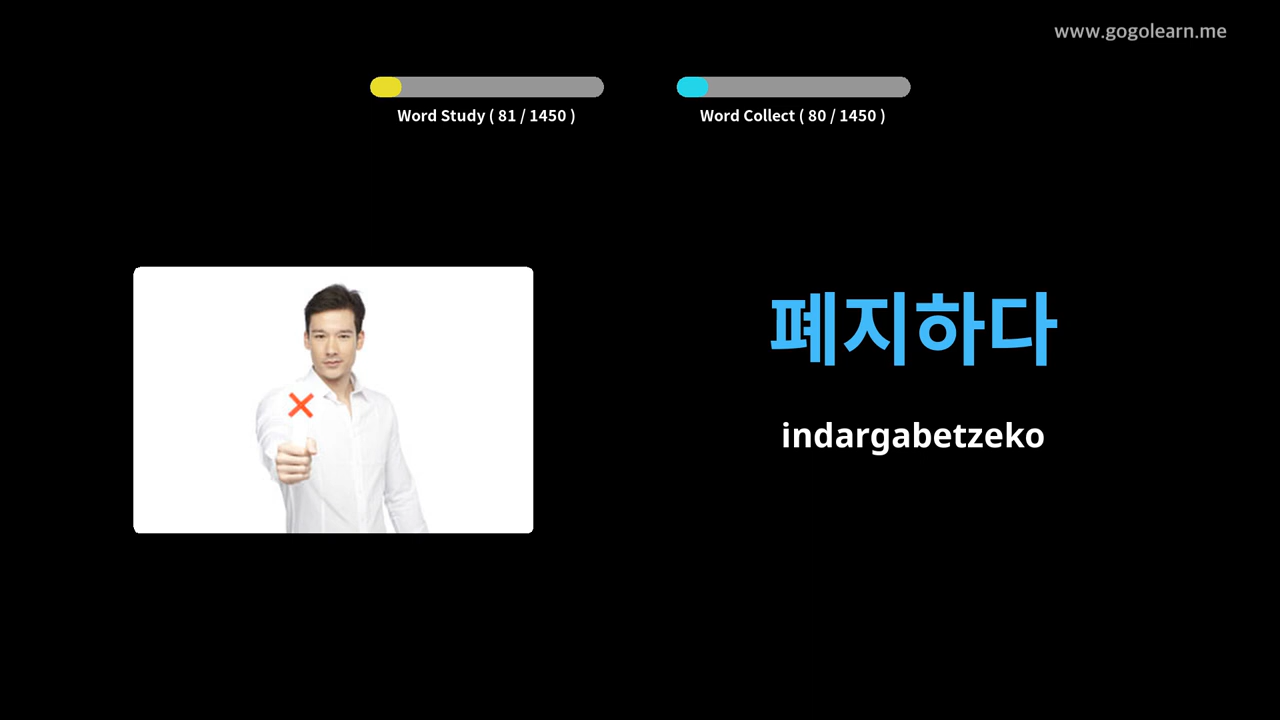 www.gogolearn.me
Word Study ( 81 / 1450 )
Word Collect ( 80 / 1450 )
폐지하다
indargabetzeko